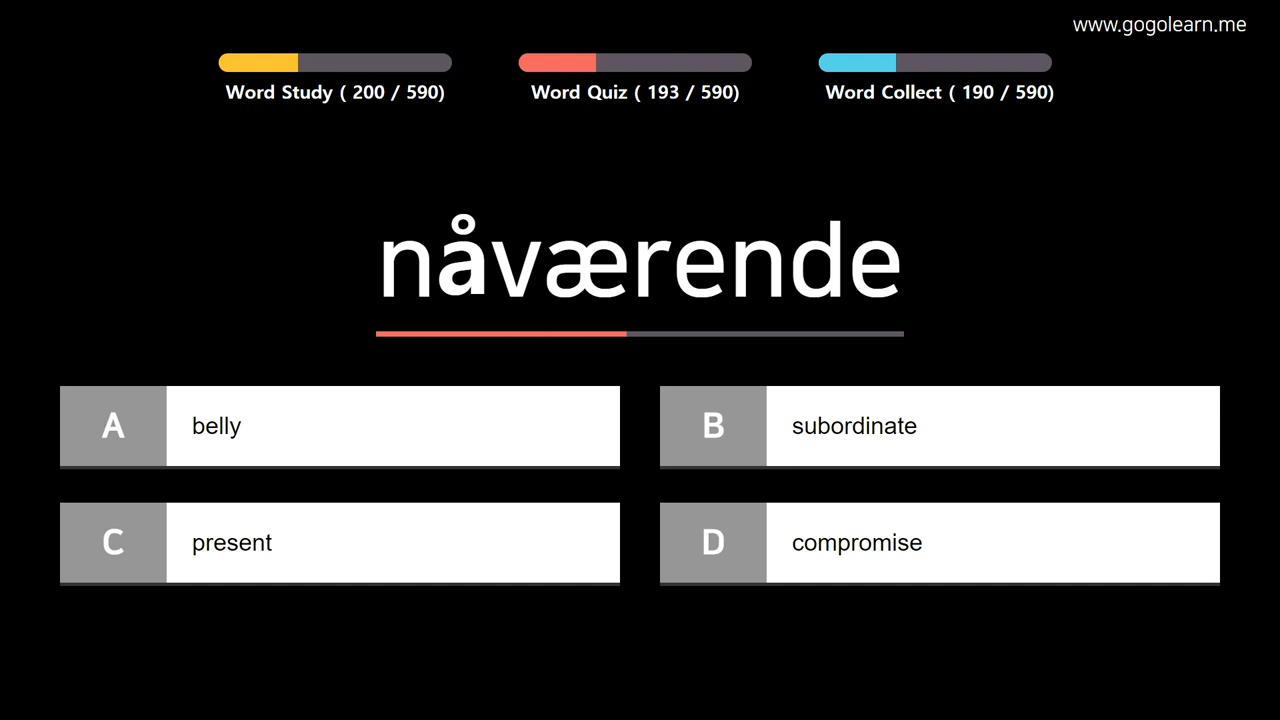 www.gogolearn.me
Word Study ( 200 / 590)
Word Quiz ( 193 / 590)
Word Collect ( 190 / 590)
nåværende
A
belly
B
subordinate
C
present
D
compromise